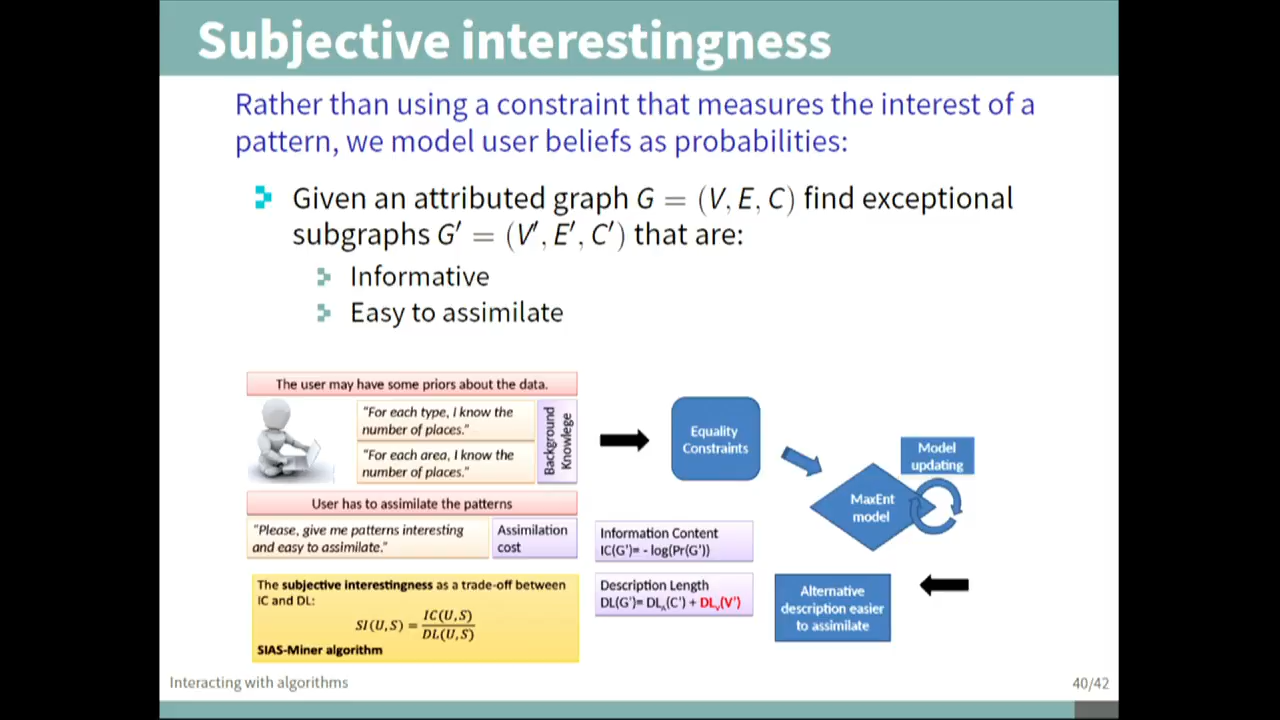 Subjective interestingness
Rather than using a constraint that measures the interest of a
pattern, we model user beliefs as probabilities:
Given an attributed graph G = (V, E, C) find exceptional
subgraphs G′ = (V′, E′, C′) that are:
Informative
Easy to assimilate
The user may have some priors about the data.
"For each type, I know the
number of places."
"For each area, I know the
number of places."
Background
Knowlege
User has to assimilate the patterns
"Please, give me patterns interesting
and easy to assimilate."
Assimilation
cost
The subjective interestingness as a trade-off between
IC and DL:
SI(U,S) = IC(U,S) / DL(U,S)
SIAS-Miner algorithm
Equality
Constraints
Model
updating
MaxEnt
model
Information Content
IC(G')= - log(Pr(G'))
Description Length
DL(G')= DL_A(C') + DL_V(V')
Alternative
description easier
to assimilate
Interacting with algorithms
40/42